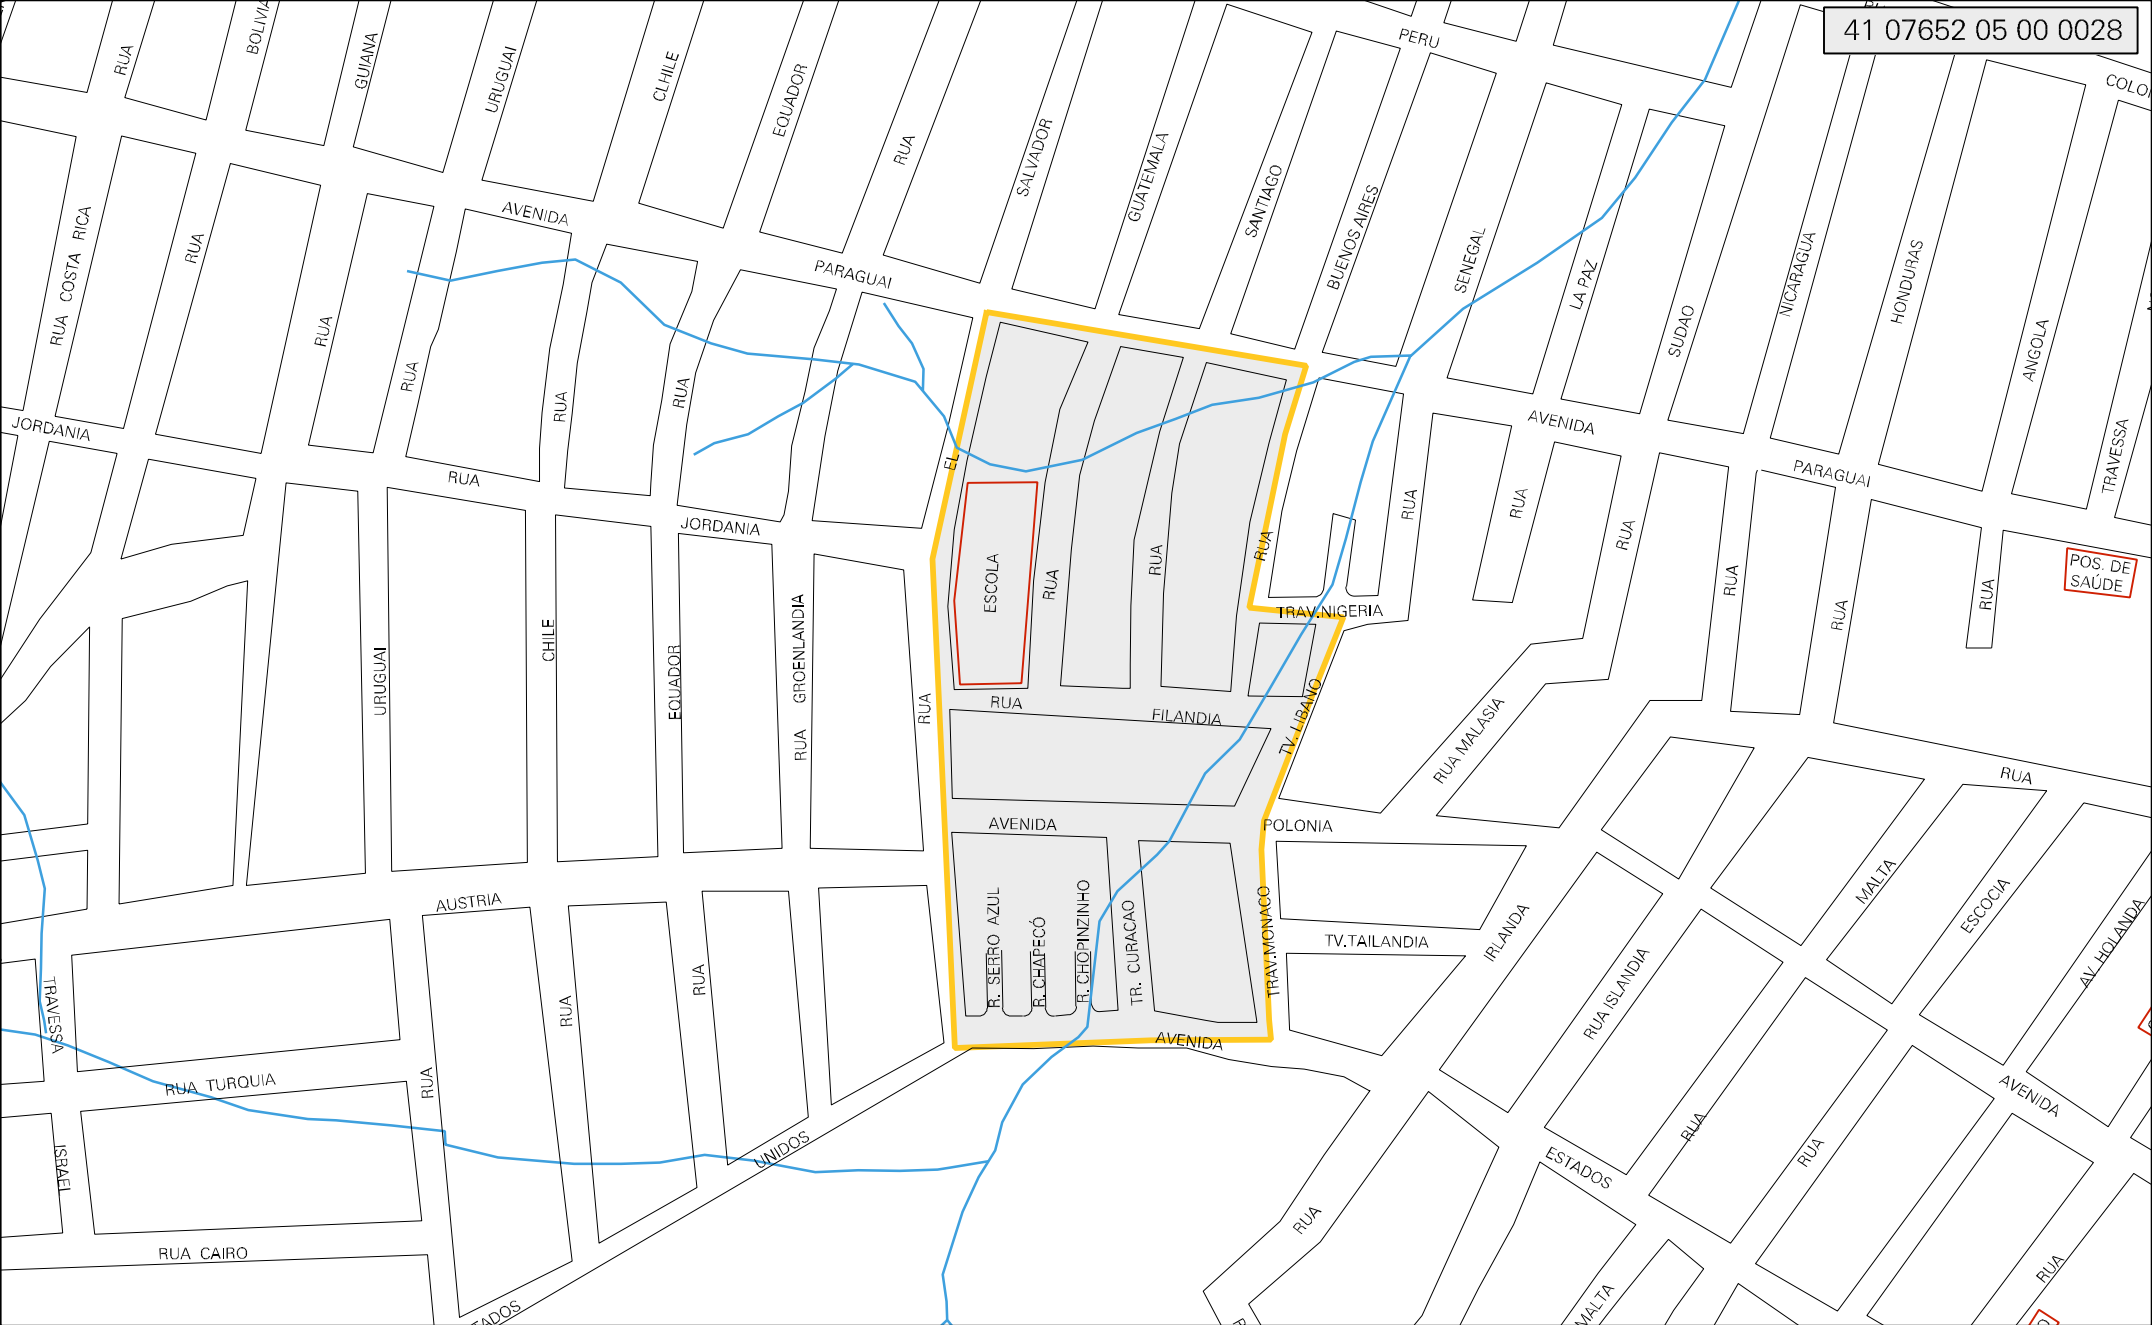 41 07652 05 00 0028
RUA
GUIANA
URUGUAI
CLHILE
EQUADOR
RUA
SALVADOR
GUATEMALA
SANTIAGO
BUENOS AIRES
PERU
SENEGAL
LA PAZ
SUDAO
NICARAGUA
HONDURAS
ANGOLA
TRAVESSA
RUA COSTA RICA
RUA
AVENIDA
PARAGUAI
RUA
RUA
RUA
RUA
EL
JORDANIA
RUA
JORDANIA
AVENIDA
PARAGUAI
RUA
RUA
RUA
RUA
RUA
RUA
POS. DE
SAÚDE
ESCOLA
RUA
RUA
RUA
TRAV.NIGERIA
URUGUAI
CHILE
EQUADOR
RUA GROENLANDIA
RUA
RUA
FILANDIA
TV. LIBANO
RUA MALASIA
RUA
AVENIDA
POLONIA
AUSTRIA
R. SERRO AZUL
R. CHAPECÓ
R. CHOPINZINHO
TR. CURACAO
TRAV.MONACO
TV.TAILANDIA
IRLANDA
RUA ISLANDIA
MALTA
ESCOCIA
AV. HOLANDA
TRAVESSA
RUA
RUA
RUA
AVENIDA
AVENIDA
RUA TURQUIA
ISRAEL
UNIDOS
ESTADOS
RUA
RUA
RUA
RUA
RUA CAIRO
MALTA